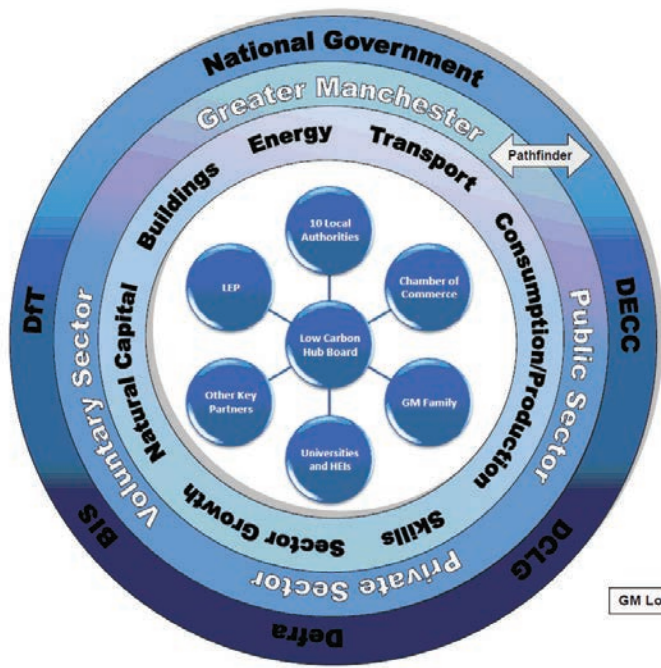 National Government
Greater Manchester
Pathfinder
Energy
Transport
Buildings
Consumption/Production
Natural Capital
Sector Growth
Skills
DfT
DECC
Voluntary Sector
Public Sector
Private Sector
BIS
DCLG
Defra
10 Local
Authorities
LEP
Chamber of
Commerce
Low Carbon
Hub Board
Other Key
Partners
GM Family
Universities
and HEIs
GM Lo